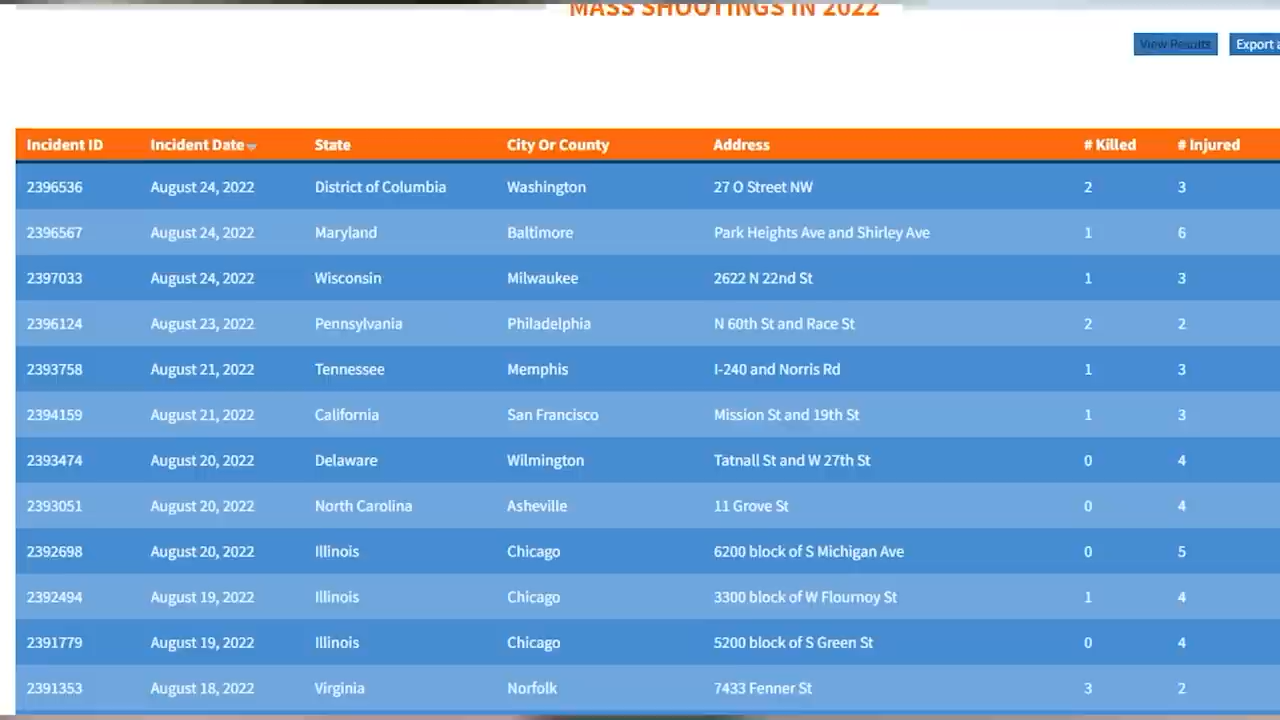 MASS SHOOTINGS IN 2022
View Results Export a
Incident ID Incident Date State City Or County Address # Killed # Injured
2396536 August 24, 2022 District of Columbia Washington 27 O Street NW 2 3
2396567 August 24, 2022 Maryland Baltimore Park Heights Ave and Shirley Ave 1 6
2397033 August 24, 2022 Wisconsin Milwaukee 2622 N 22nd St 1 3
2396124 August 23, 2022 Pennsylvania Philadelphia N 60th St and Race St 2 2
2393758 August 21, 2022 Tennessee Memphis I-240 and Norris Rd 1 3
2394159 August 21, 2022 California San Francisco Mission St and 19th St 1 3
2393474 August 20, 2022 Delaware Wilmington Tatnall St and W 27th St 0 4
2393051 August 20, 2022 North Carolina Asheville 11 Grove St 0 4
2392698 August 20, 2022 Illinois Chicago 6200 block of S Michigan Ave 0 5
2392494 August 19, 2022 Illinois Chicago 3300 block of W Flournoy St 1 4
2391779 August 19, 2022 Illinois Chicago 5200 block of S Green St 0 4
2391353 August 18, 2022 Virginia Norfolk 7433 Fenner St 3 2